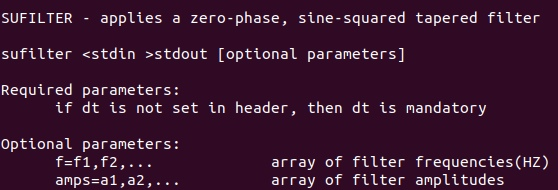 SUFILTER - applies a zero-phase, sine-squared tapered filter
sufilter <stdin >stdout [optional parameters]
Required parameters:
if dt is not set in header, then dt is mandatory
Optional parameters:
f=f1,f2,... array of filter frequencies(HZ)
amps=a1,a2,... array of filter amplitudes